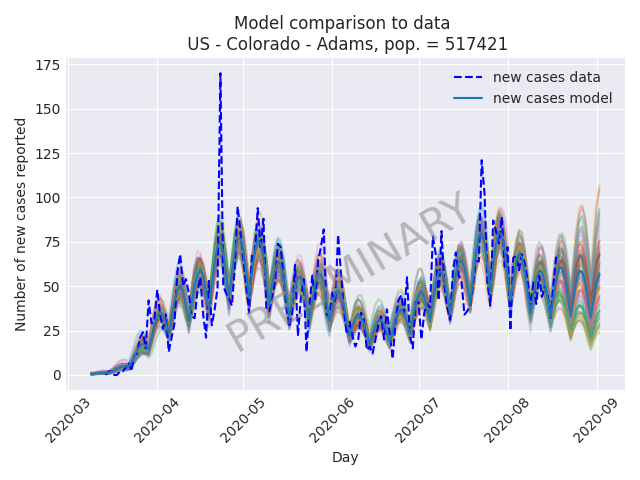 Model comparison to data
US - Colorado - Adams, pop. = 517421
175
150
125
100
75
50
25
0
Number of new cases reported
new cases data
new cases model
PRELIMINARY
2020-03
2020-04
2020-05
2020-06
2020-07
2020-08
2020-09
Day